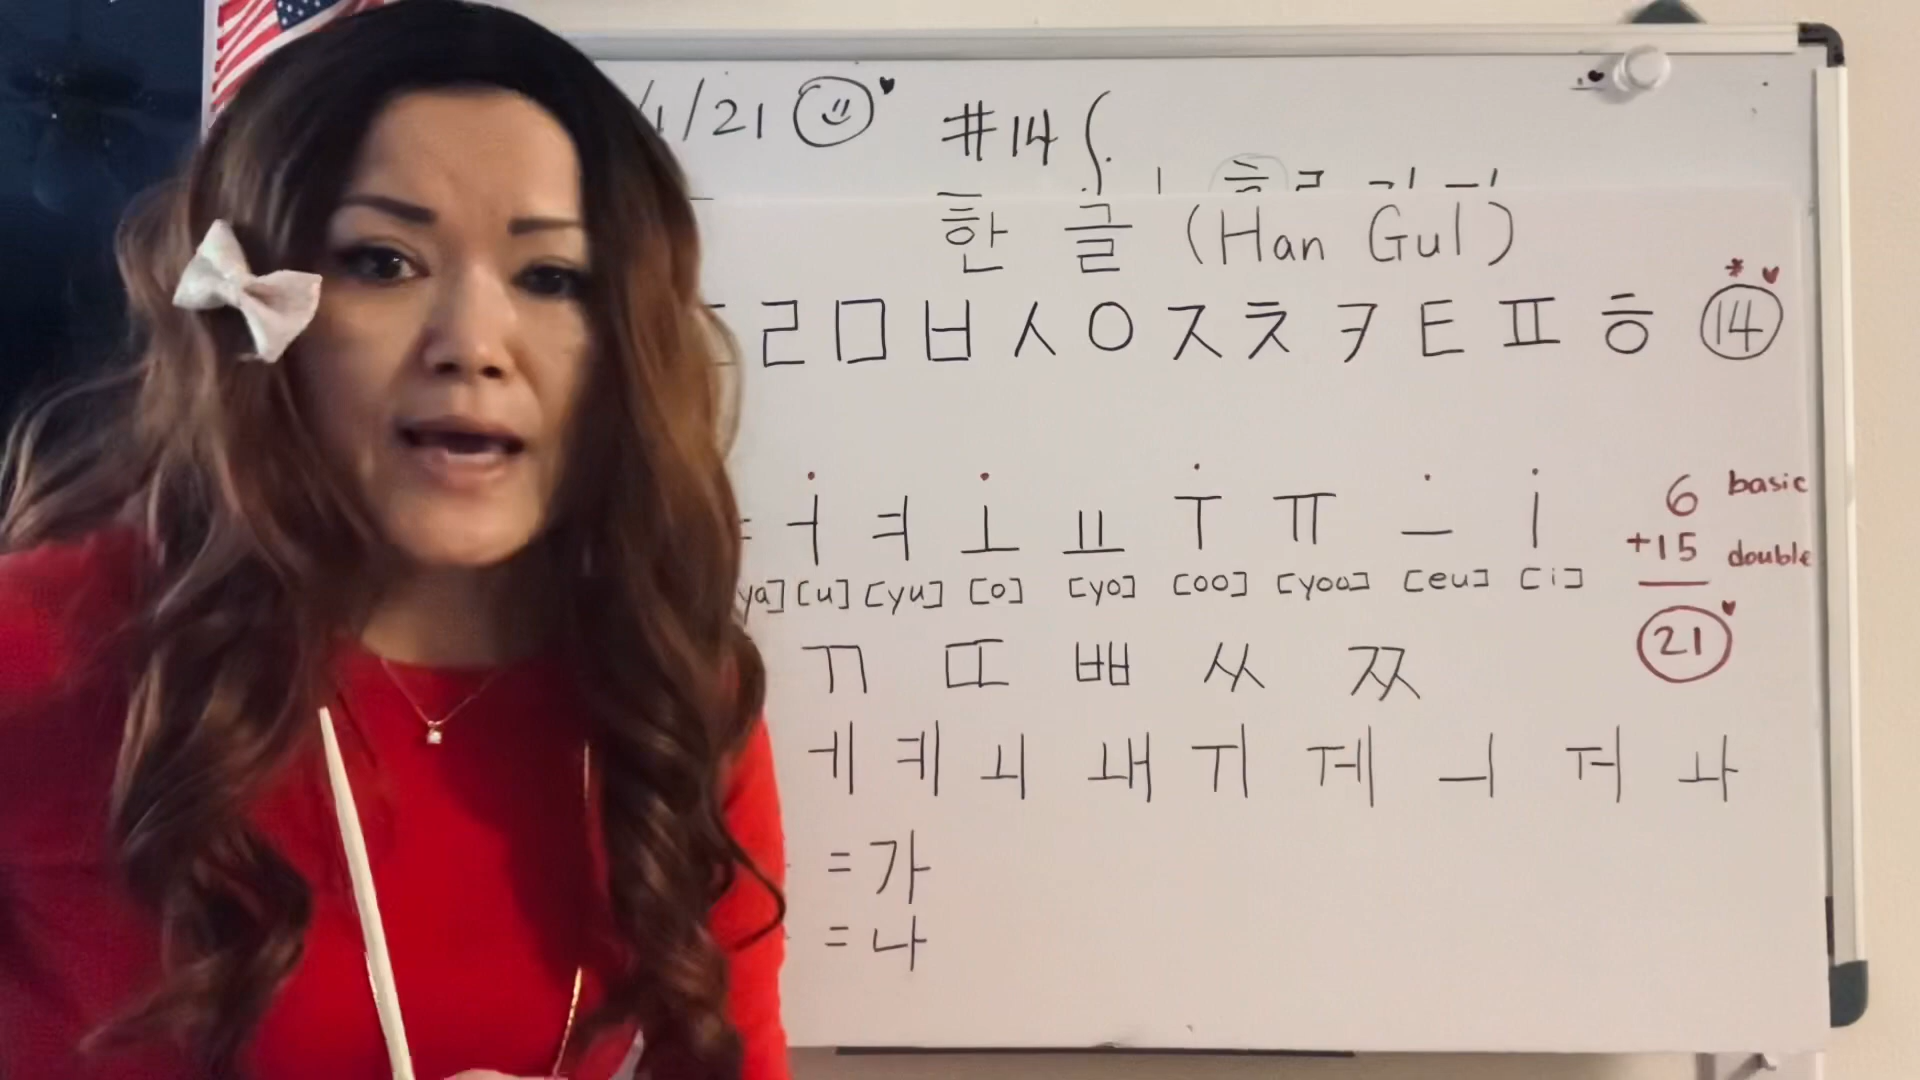 /21
#14
한 글 (Han Gul)
ㄹ ㅁ ㅂ ㅅ ㅇ ㅈ ㅊ ㅋ ㅌ ㅍ ㅎ 14
ㅓ ㅕ ㅗ ㅛ ㅜ ㅠ ㅡ ㅣ
ya] [u] [yu] [o] [yo] [oo] [yoo] [eu] [i]
6 basic
+15 double
21
ㄲ ㄸ ㅃ ㅆ ㅉ
ㅔ ㅖ ㅚ ㅙ ㅟ ㅞ ㅢ ㅝ ㅘ
= 가
= 나